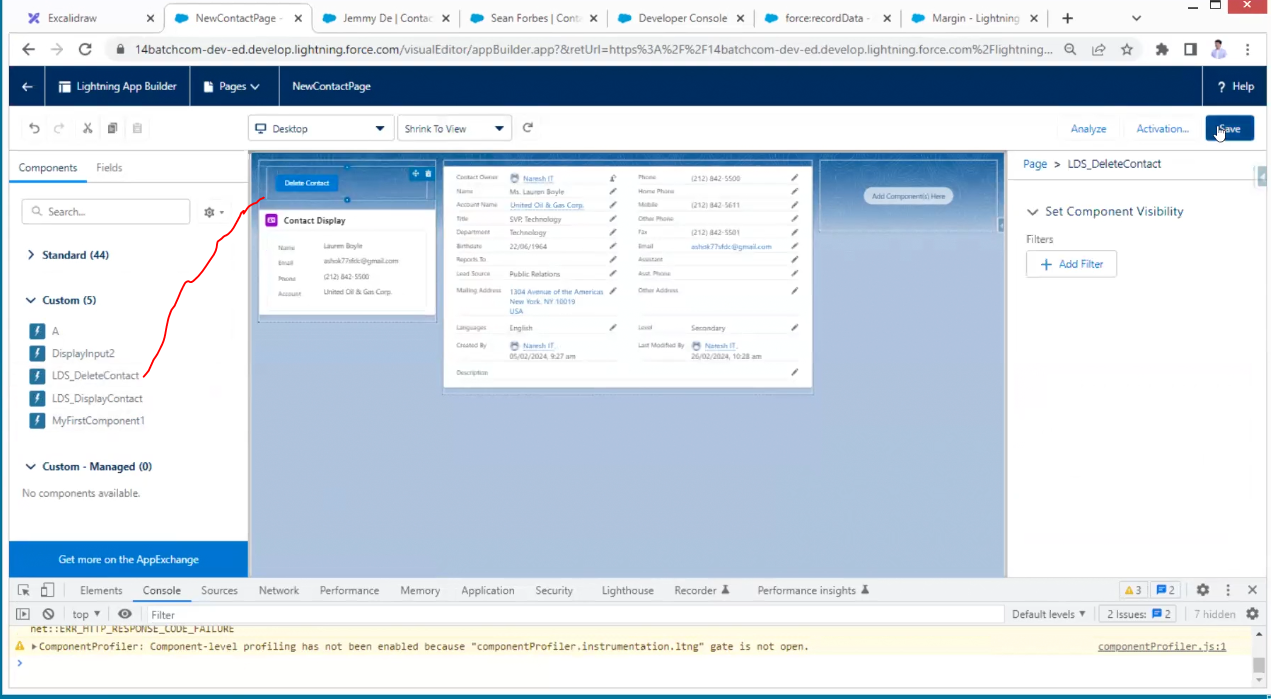 Excalidraw
NewContactPage -
Jemmy De | Contac
Sean Forbes | Cont
Developer Console
force:recordData -
Margin - Lightning
14batchcom-dev-ed.develop.lightning.force.com/visualEditor/appBuilder.app?&retUrl=https%3A%2F%2F14batchcom-dev-ed.develop.lightning.force.com%2Flightning...
Lightning App Builder
Pages
NewContactPage
? Help
Desktop
Shrink To View
Analyze
Activation...
Save
Components
Fields
Search...
Standard (44)
Custom (5)
A
DisplayInput2
LDS_DeleteContact
LDS_DisplayContact
MyFirstComponent1
Custom - Managed (0)
No components available.
Get more on the AppExchange
Delete Contact
Contact Display
Name Lauren Boyle
Email ashok77sfdc@gmail.com
Phone (212) 842-5500
Account United Oil & Gas Corp.
Contact Owner Naresh IT
Name Ms. Lauren Boyle
Account Name United Oil & Gas Corp.
Title SVP, Technology
Department Technology
Birthdate 22/06/1964
Reports To
Lead Source Public Relations
Mailing Address 1304 Avenue of the Americas
New York, NY 10019
USA
Languages English
Created By Naresh IT,
05/02/2024, 9:27 am
Description
Phone (212) 842-5500
Home Phone
Mobile (212) 842-5611
Other Phone
Fax (212) 842-5501
Email ashok77sfdc@gmail.com
Assistant
Asst. Phone
Other Address
Level Secondary
Last Modified By Naresh IT,
26/02/2024, 10:28 am
Add Component(s) Here
Page > LDS_DeleteContact
Set Component Visibility
Filters
+ Add Filter
Elements
Console
Sources
Network
Performance
Memory
Application
Security
Lighthouse
Recorder
Performance insights
3
2
top
Filter
Default levels
2 Issues: 2
7 hidden
net::ERR_HTTP_RESPONSE_CODE_FAILURE
ComponentProfiler: Component-level profiling has not been enabled because "componentProfiler.instrumentation.ltng" gate is not open.
componentProfiler.js:1